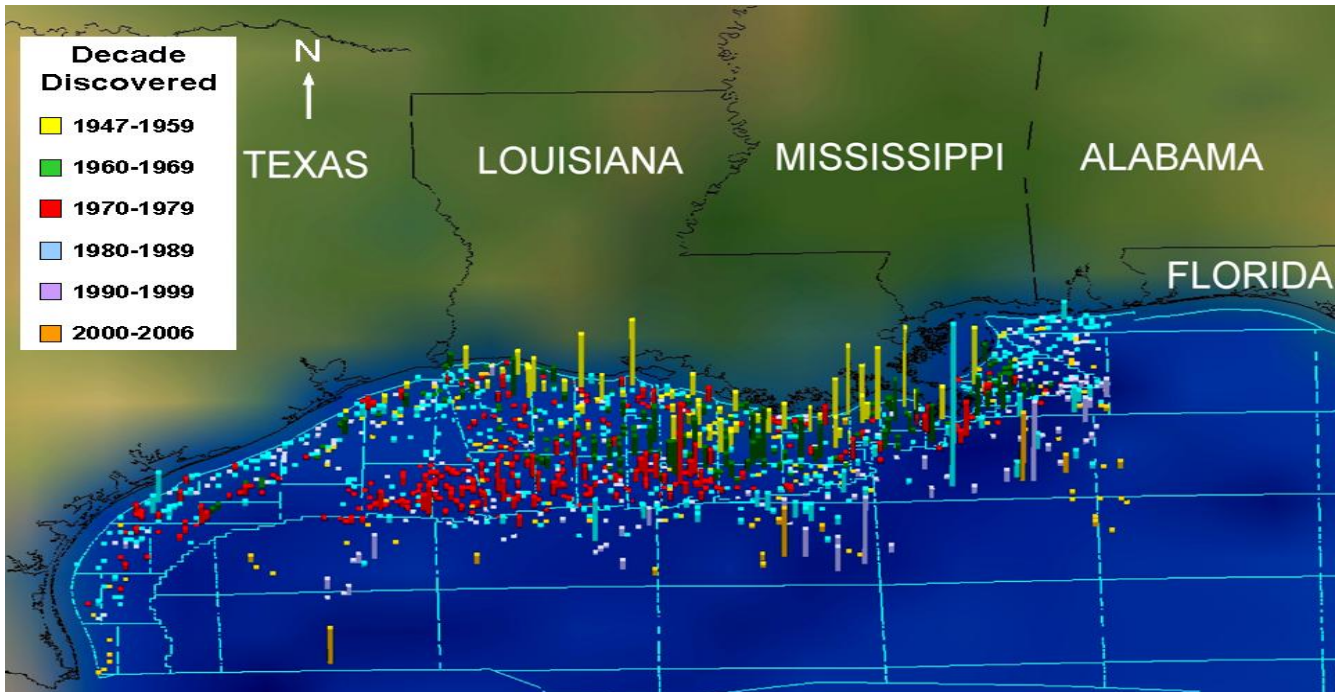 Decade
Discovered
1947-1959
1960-1969
1970-1979
1980-1989
1990-1999
2000-2006
N
TEXAS
LOUISIANA
MISSISSIPPI
ALABAMA
FLORIDA